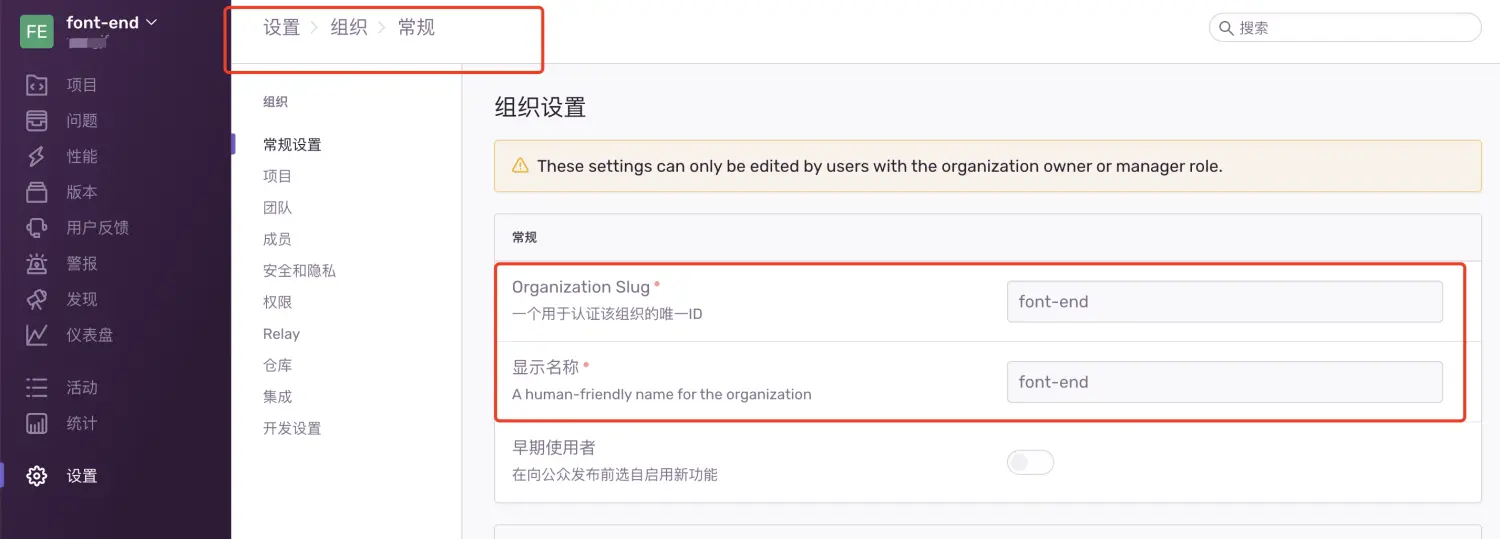 FE
font-end
项目
问题
性能
版本
用户反馈
警报
发现
仪表盘
活动
统计
设置
设置 > 组织 > 常规
搜索
组织
常规设置
项目
团队
成员
安全和隐私
权限
Relay
仓库
集成
开发设置
组织设置
These settings can only be edited by users with the organization owner or manager role.
常规
Organization Slug *
一个用于认证该组织的唯一ID
font-end
显示名称 *
A human-friendly name for the organization
font-end
早期使用者
在向公众发布前选自启用新功能